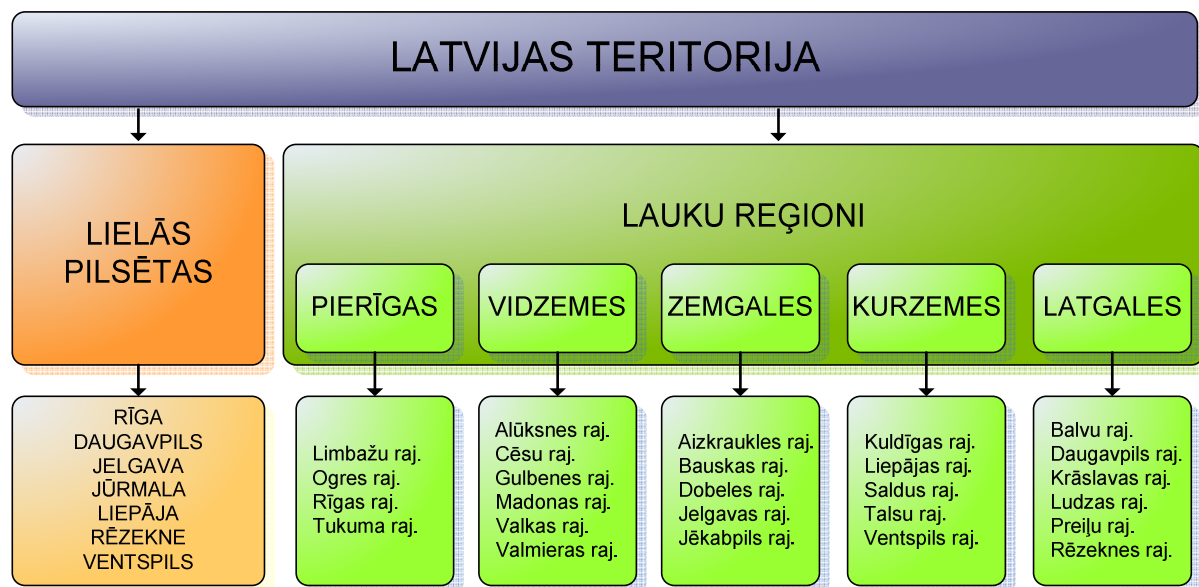 LATVIJAS TERITORIJA
LIELĀS
PILSĒTAS
LAUKU REĢIONI
PIERĪGAS
VIDZEMES
ZEMGALES
KURZEMES
LATGALES
RĪGA
DAUGAVPILS
JELGAVA
JŪRMALA
LIEPĀJA
RĒZEKNE
VENTSPILS
Limbažu raj.
Ogres raj.
Rīgas raj.
Tukuma raj.
Alūksnes raj.
Cēsu raj.
Gulbenes raj.
Madonas raj.
Valkas raj.
Valmieras raj.
Aizkraukles raj.
Bauskas raj.
Dobeles raj.
Jelgavas raj.
Jēkabpils raj.
Kuldīgas raj.
Liepājas raj.
Saldus raj.
Talsu raj.
Ventspils raj.
Balvu raj.
Daugavpils raj.
Krāslavas raj.
Ludzas raj.
Preiļu raj.
Rēzeknes raj.